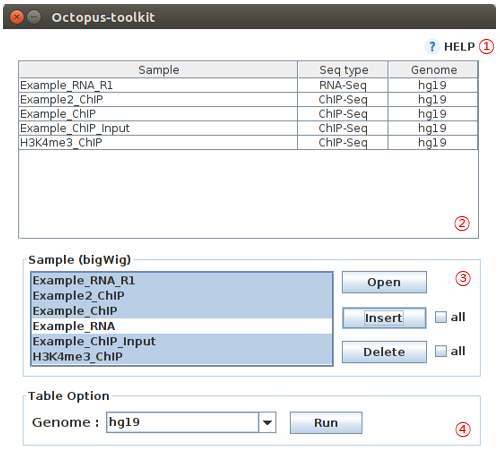 Octopus-toolkit
? HELP ①
Sample Seq type Genome
Example_RNA_R1 RNA-Seq hg19
Example2_ChIP ChIP-Seq hg19
Example_ChIP ChIP-Seq hg19
Example_ChIP_Input ChIP-Seq hg19
H3K4me3_ChIP ChIP-Seq hg19
②
Sample (bigWig)
③
Example_RNA_R1
Example2_ChIP
Example_ChIP
Example_RNA
Example_ChIP_Input
H3K4me3_ChIP
Open
Insert all
Delete all
Table Option
Genome : hg19 Run
④